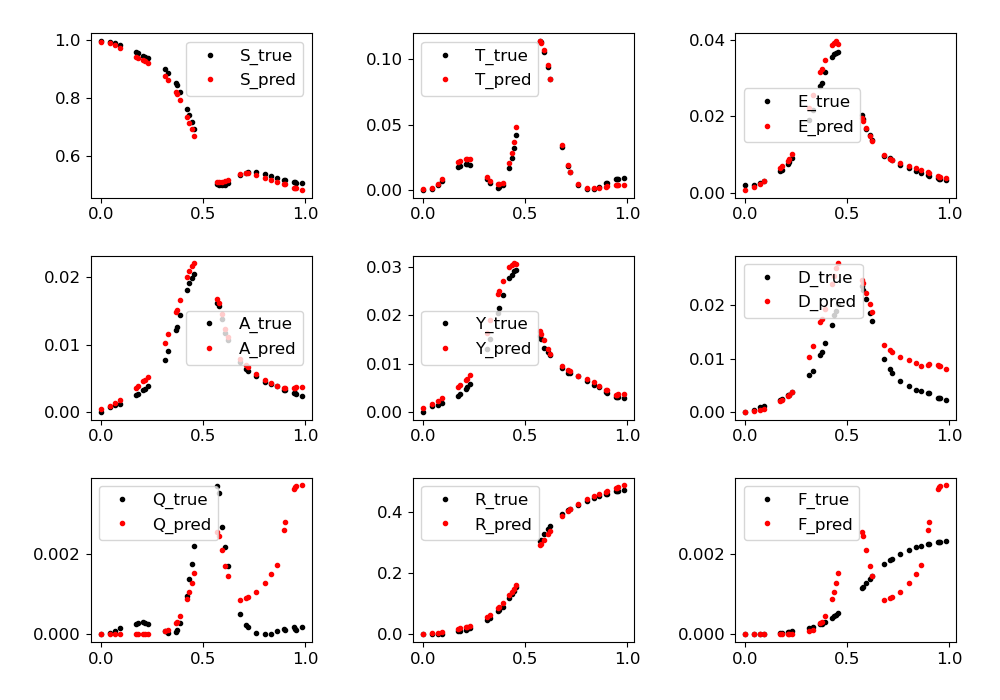 1.0
0.8
0.6
0.0
0.5
1.0
S_true
S_pred
0.10
0.05
0.00
0.0
0.5
1.0
T_true
T_pred
0.04
0.02
0.00
0.0
0.5
1.0
E_true
E_pred
0.02
0.01
0.00
0.0
0.5
1.0
A_true
A_pred
0.03
0.02
0.01
0.00
0.0
0.5
1.0
Y_true
Y_pred
0.02
0.01
0.00
0.0
0.5
1.0
D_true
D_pred
0.002
0.000
0.0
0.5
1.0
Q_true
Q_pred
0.4
0.2
0.0
0.0
0.5
1.0
R_true
R_pred
0.002
0.000
0.0
0.5
1.0
F_true
F_pred